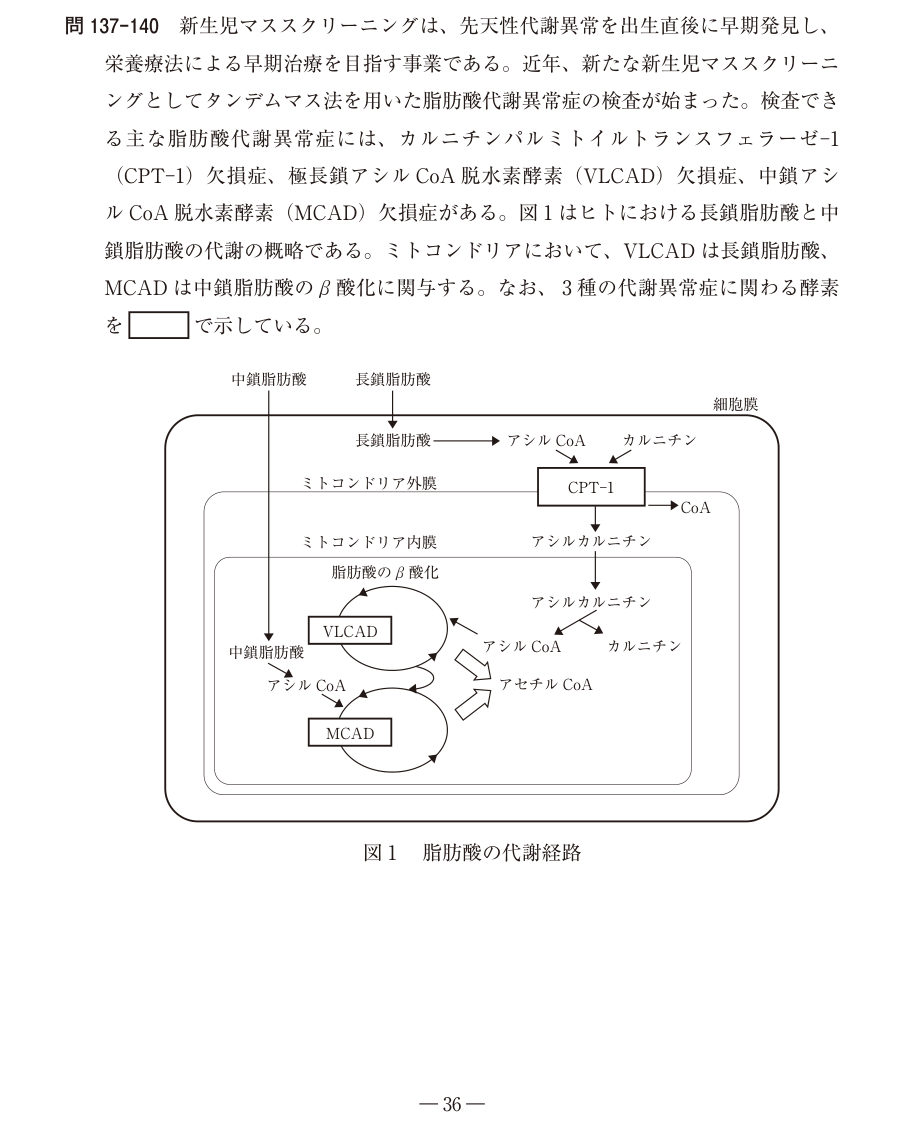 問 137-140　新生児マススクリーニングは、先天性代謝異常を出生直後に早期発見し、
栄養療法による早期治療を目指す事業である。近年、新たな新生児マススクリーニ
ングとしてタンデムマス法を用いた脂肪酸代謝異常症の検査が始まった。検査でき
る主な脂肪酸代謝異常症には、カルニチンパルミトイルトランスフェラーゼ-1
（CPT-1）欠損症、極長鎖アシル CoA 脱水素酵素（VLCAD）欠損症、中鎖アシ
ル CoA 脱水素酵素（MCAD）欠損症がある。図1はヒトにおける長鎖脂肪酸と中
鎖脂肪酸の代謝の概略である。ミトコンドリアにおいて、VLCAD は長鎖脂肪酸、
MCAD は中鎖脂肪酸のβ酸化に関与する。なお、3種の代謝異常症に関わる酵素
を　　　で示している。
中鎖脂肪酸　長鎖脂肪酸
細胞膜
長鎖脂肪酸　アシル CoA　カルニチン
ミトコンドリア外膜　CPT-1
CoA
ミトコンドリア内膜　アシルカルニチン
脂肪酸のβ酸化
アシルカルニチン
VLCAD
中鎖脂肪酸　アシル CoA　カルニチン
アシル CoA　アセチル CoA
MCAD
図1　脂肪酸の代謝経路
― 36 ―